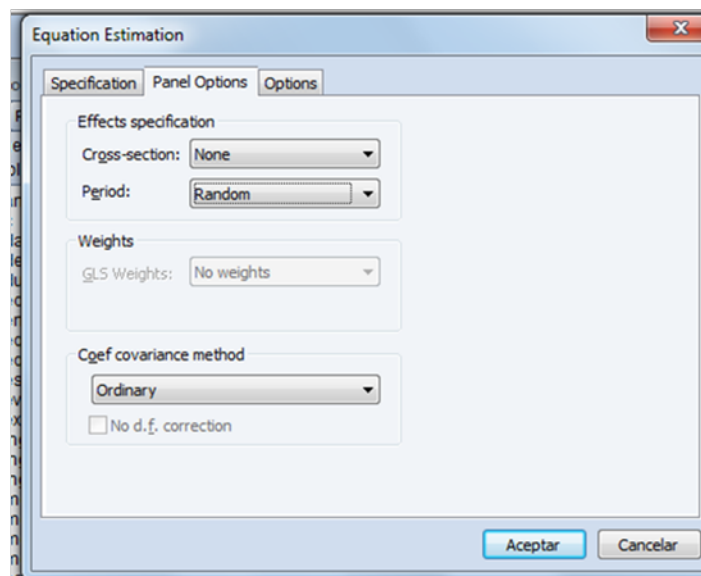 Equation Estimation
Specification Panel Options Options
Effects specification
Cross-section: None
Period: Random
Weights
GLS Weights: No weights
Coef covariance method
Ordinary
No d.f. correction
Aceptar Cancelar